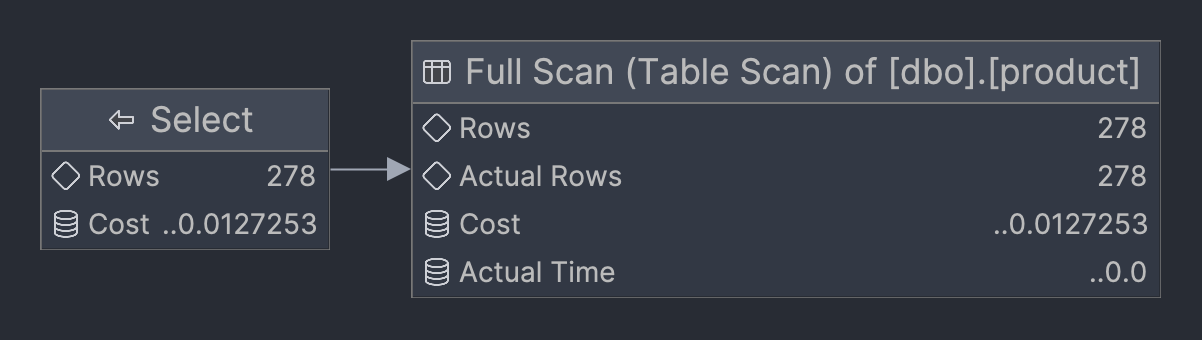 Select
Rows 278
Cost ..0.0127253
Full Scan (Table Scan) of [dbo].[product]
Rows 278
Actual Rows 278
Cost ..0.0127253
Actual Time ..0.0